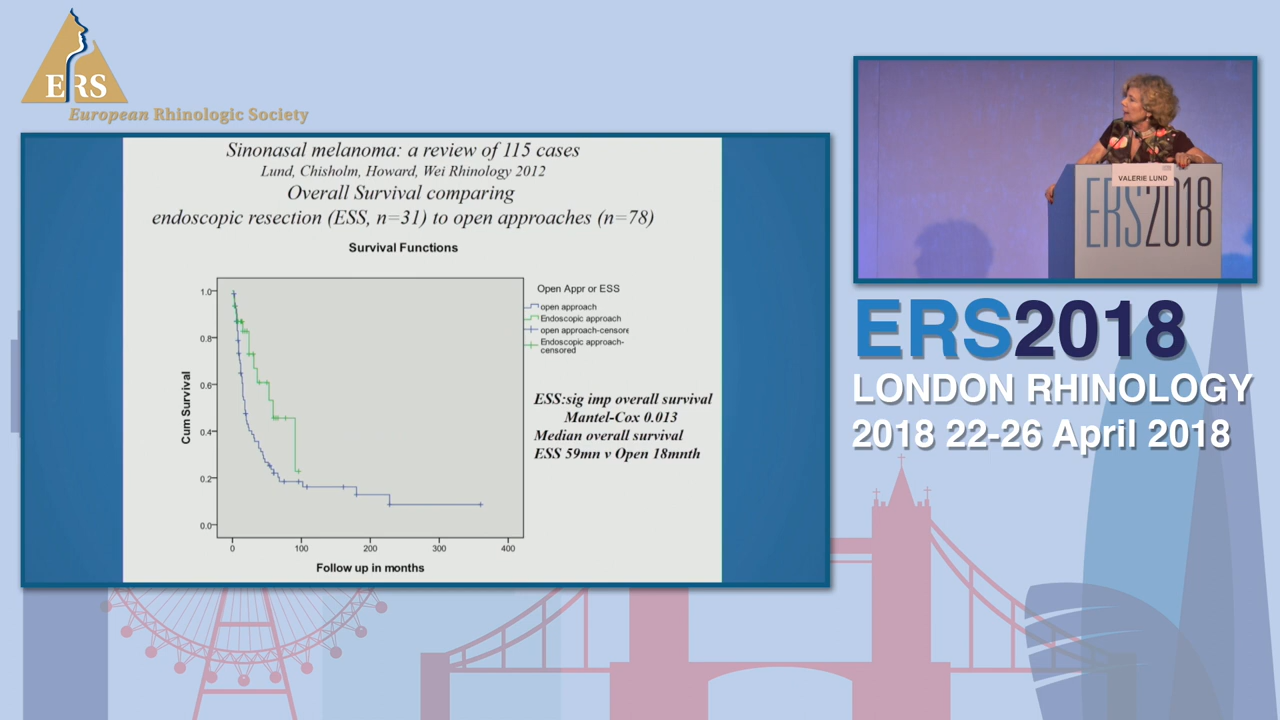 ERS
European Rhinologic Society
Sinonasal melanoma: a review of 115 cases
Lund, Chisholm, Howard, Wei Rhinology 2012
Overall Survival comparing
endoscopic resection (ESS, n=31) to open approaches (n=78)
Survival Functions
Open Appr or ESS
open approach
Endoscopic approach
open approach-censore
Endoscopic approach-
censored
1.0
0.8
0.6
0.4
0.2
0.0
Cum Survival
0 100 200 300 400
Follow up in months
ESS:sig imp overall survival
Mantel-Cox 0.013
Median overall survival
ESS 59mn v Open 18mnth
VALERIE LUND
ERS2018
ERS2018
LONDON RHINOLOGY
2018 22-26 April 2018